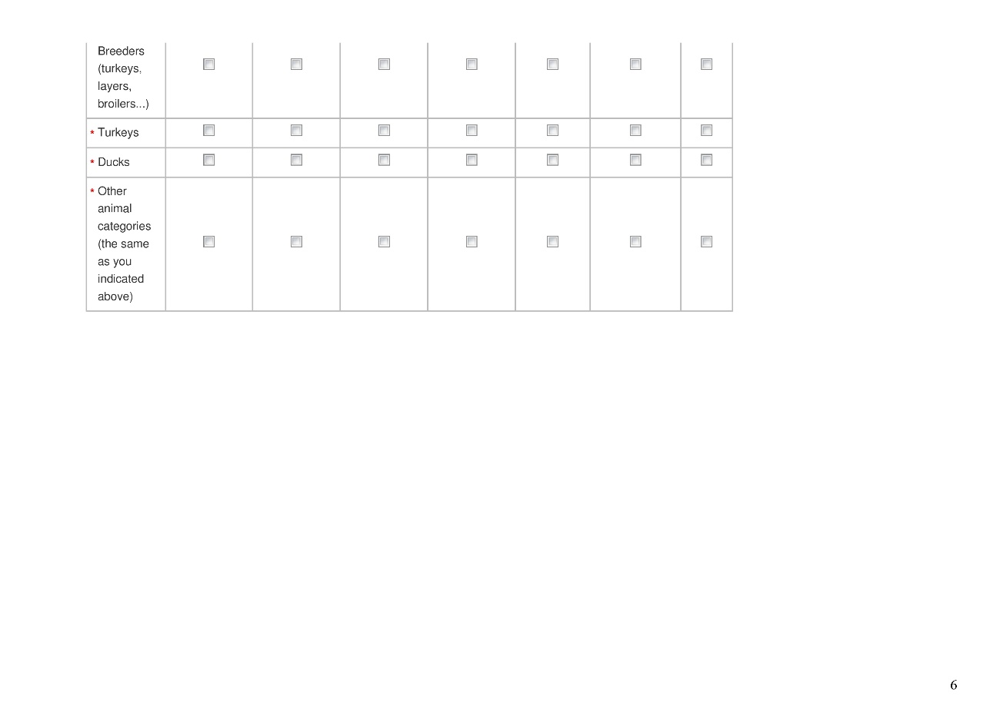 Breeders
(turkeys,
layers,
broilers...)
* Turkeys
* Ducks
* Other
animal
categories
(the same
as you
indicated
above)
6